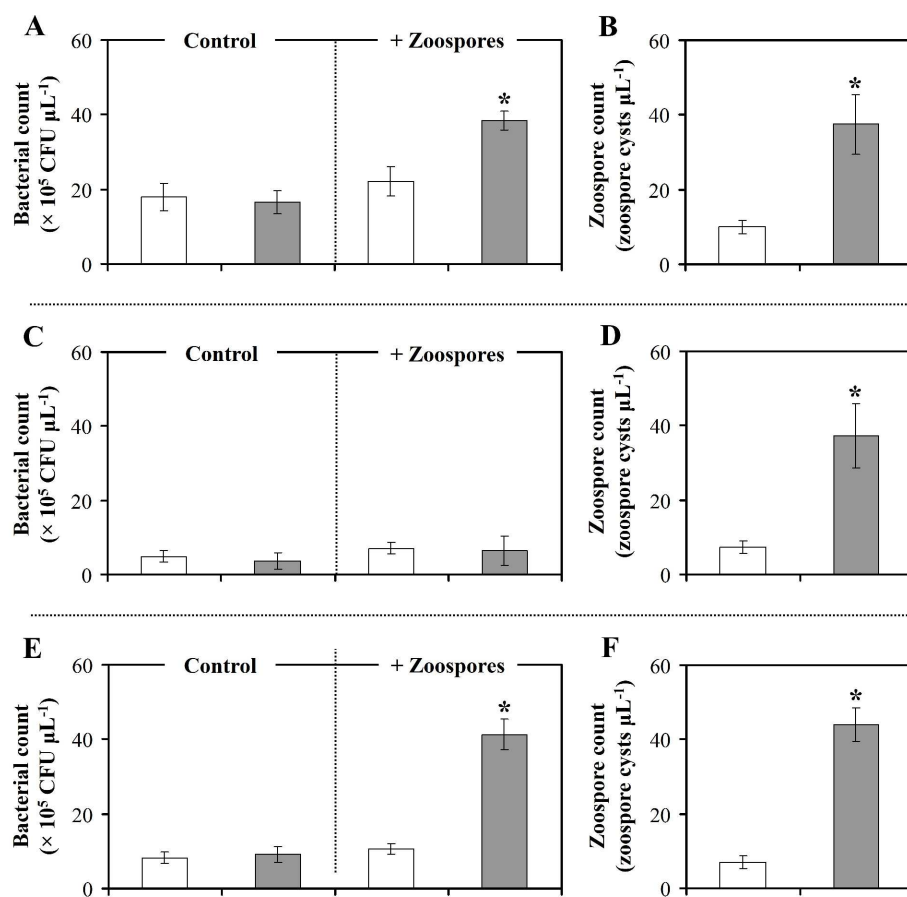 A
Control
+ Zoospores
Bacterial count
(× 10⁵ CFU µL⁻¹)
60
40
20
0
*
B
Zoospore count
(zoospore cysts µL⁻¹)
60
40
20
0
*
C
Control
+ Zoospores
Bacterial count
(× 10⁵ CFU µL⁻¹)
60
40
20
0
D
Zoospore count
(zoospore cysts µL⁻¹)
60
40
20
0
*
E
Control
+ Zoospores
Bacterial count
(× 10⁵ CFU µL⁻¹)
60
40
20
0
*
F
Zoospore count
(zoospore cysts µL⁻¹)
60
40
20
0
*